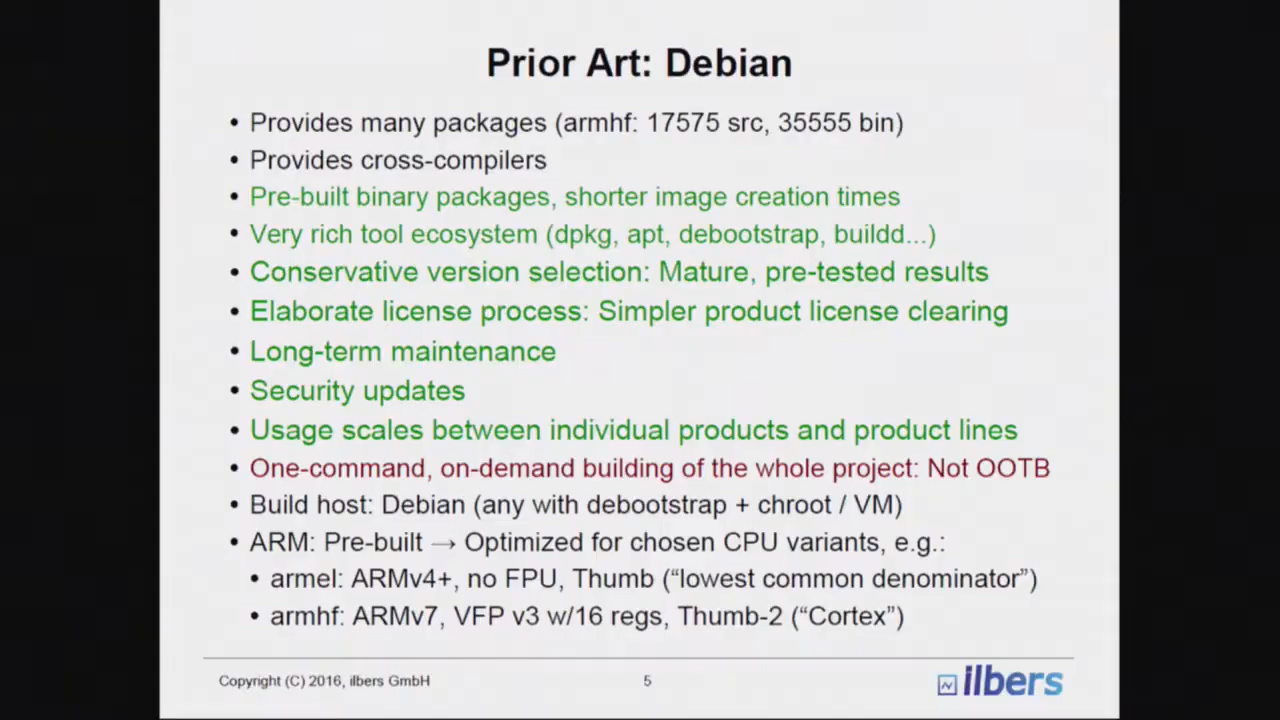 Prior Art: Debian
• Provides many packages (armhf: 17575 src, 35555 bin)
• Provides cross-compilers
• Pre-built binary packages, shorter image creation times
• Very rich tool ecosystem (dpkg, apt, debootstrap, buildd...)
• Conservative version selection: Mature, pre-tested results
• Elaborate license process: Simpler product license clearing
• Long-term maintenance
• Security updates
• Usage scales between individual products and product lines
• One-command, on-demand building of the whole project: Not OOTB
• Build host: Debian (any with debootstrap + chroot / VM)
• ARM: Pre-built → Optimized for chosen CPU variants, e.g.:
• armel: ARMv4+, no FPU, Thumb (“lowest common denominator”)
• armhf: ARMv7, VFP v3 w/16 regs, Thumb-2 (“Cortex”)
Copyright (C) 2016, ilbers GmbH
5
ilbers